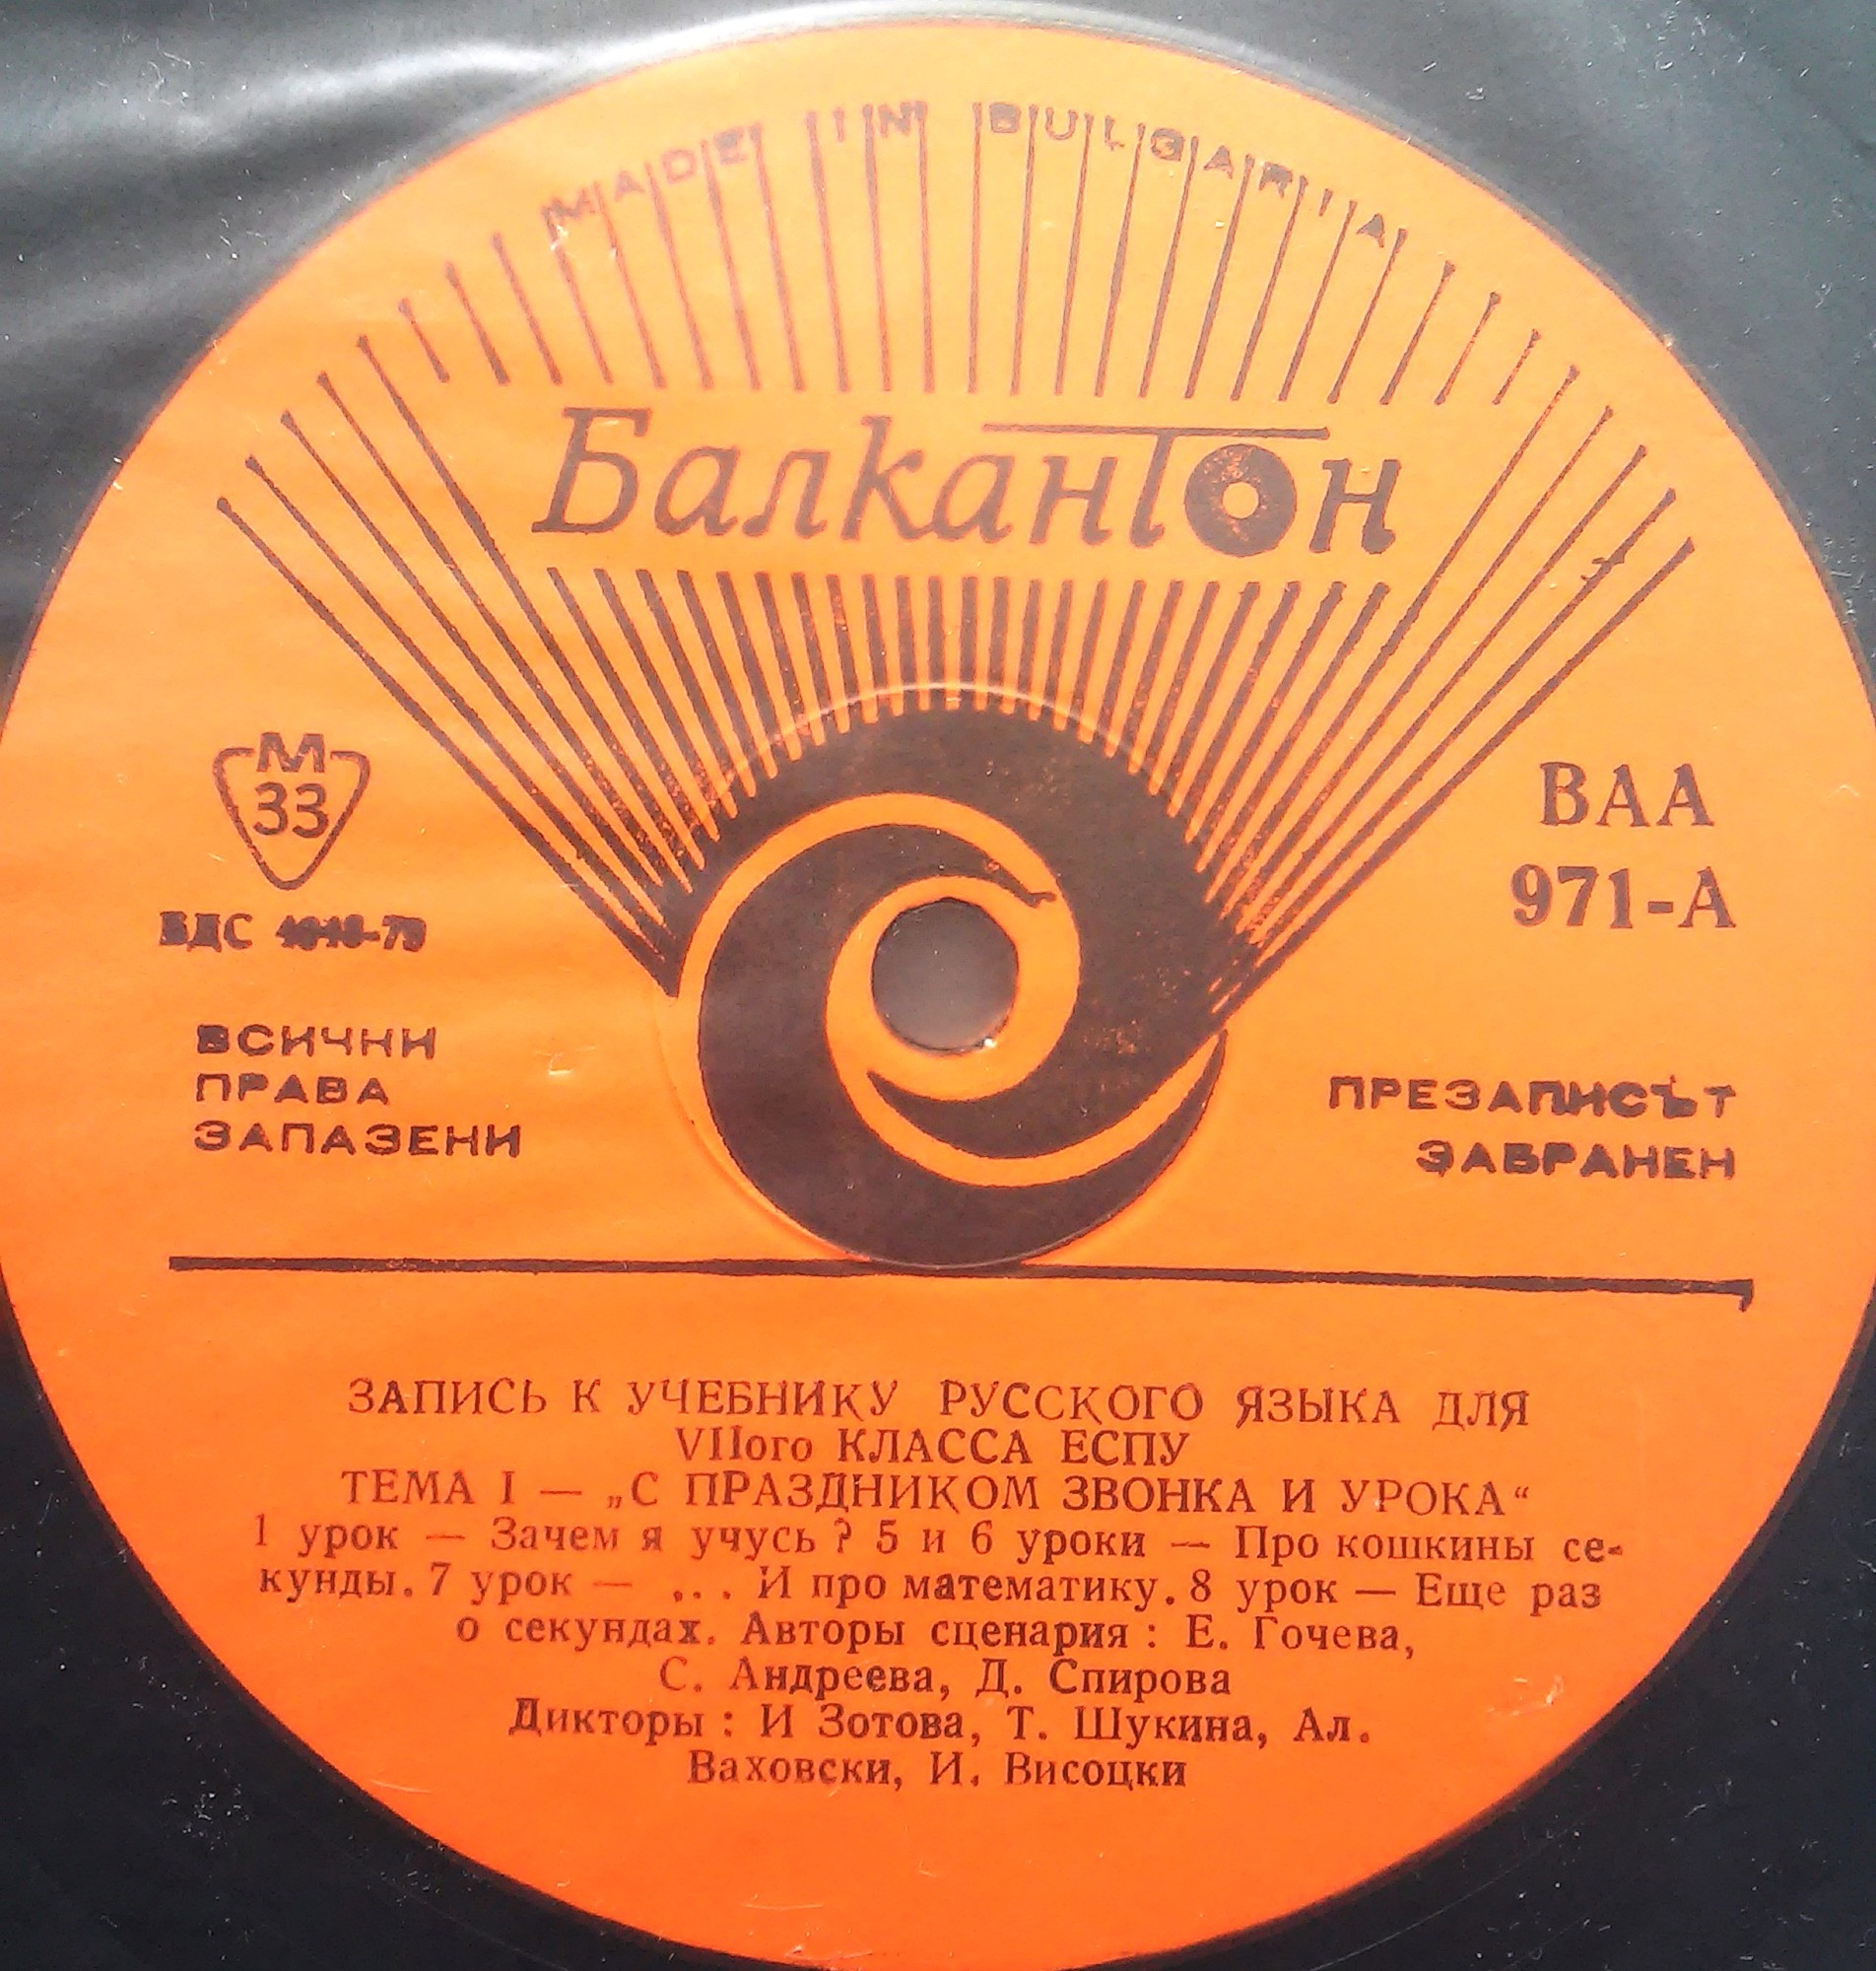 MADE IN BULGARIA
Балкантон
М
33
БДС
ВАА
971-А
ВСИЧКИ
ПРАВА
ЗАПАЗЕНИ
ПРЕЗАПИСЪТ
ЗАБРАНЕН
ЗАПИСЬ К УЧЕБНИКУ РУССКОГО ЯЗЫКА ДЛЯ
VIIого КЛАССА ЕСПУ
ТЕМА I — „С ПРАЗДНИКОМ ЗВОНКА И УРОКА“
1 урок — Зачем я учусь ? 5 и 6 уроки — Про кошкины се-
кунды. 7 урок — ... И про математику. 8 урок — Еще раз
о секундах. Авторы сценария : Е. Гочева,
С. Андреева, Д. Спирова
Дикторы : И Зотова, Т. Шукина, Ал.
Ваховски, И. Висоцки